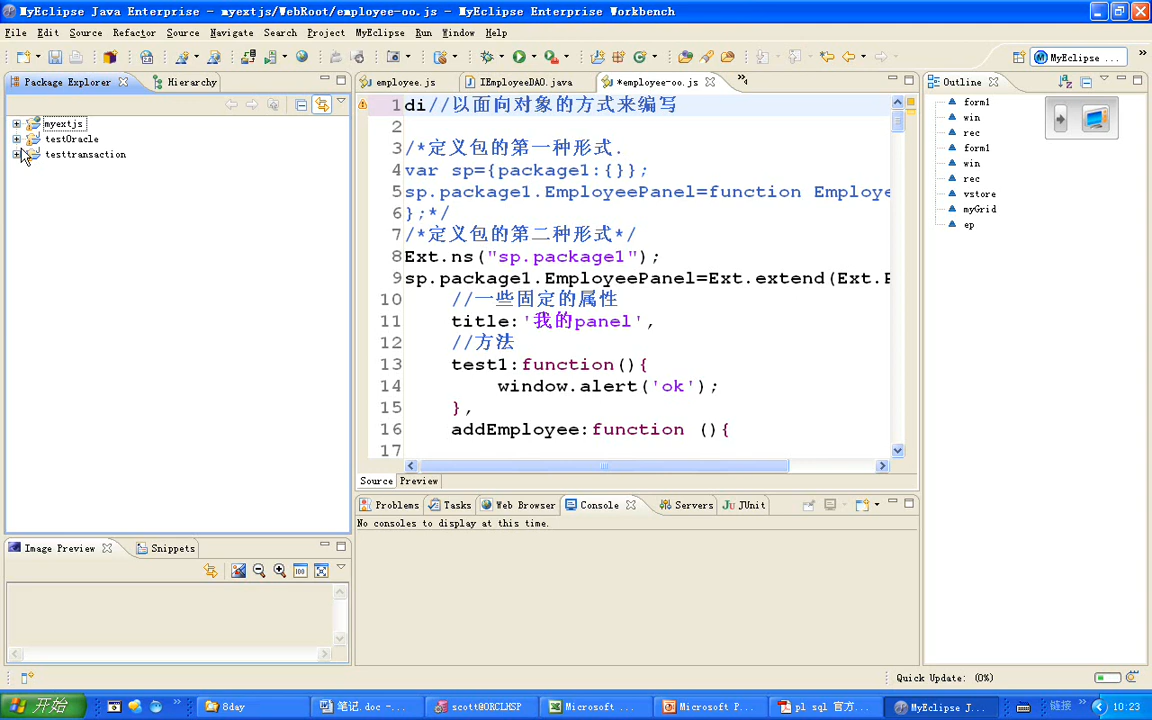 MyEclipse Java Enterprise - myextjs/WebRoot/employee-oo.js - MyEclipse Enterprise Workbench
File Edit Source Refactor Source Navigate Search Project MyEclipse Run Window Help
MyEclipse ...
Package Explorer Hierarchy
myextjs
testOracle
testtransaction
employee.js IEmployeeDAO.java *employee-oo.js
1 di//以面向对象的方式来编写
2
3 /*定义包的第一种形式.
4 var sp={package1:{}};
5 sp.package1.EmployeePanel=function Employe
6 };*/
7 /*定义包的第二种形式*/
8 Ext.ns("sp.package1");
9 sp.package1.EmployeePanel=Ext.extend(Ext.P
10 //一些固定的属性
11 title:'我的panel',
12 //方法
13 test1:function(){
14 window.alert('ok');
15 },
16 addEmployee:function (){
17
Source Preview
Outline
form1
win
rec
form1
win
rec
vstore
myGrid
ep
Problems Tasks Web Browser Console Servers JUnit
No consoles to display at this time.
Image Preview Snippets
Quick Update: (0%)
开始 8day 笔记.doc -... scott@ORCLHSP Microsoft ... Microsoft P... pl sql 官方... MyEclipse J... 链接 10:23